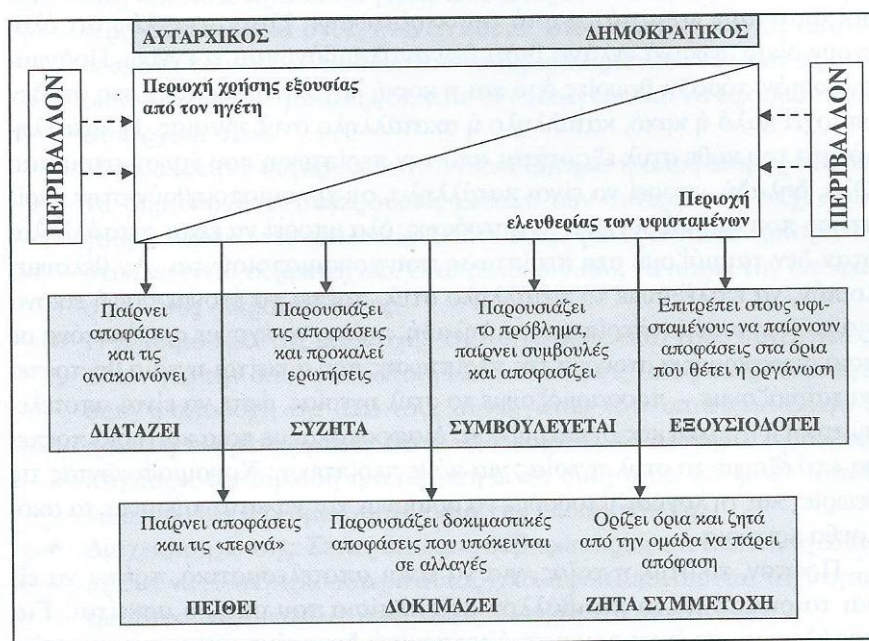 ΑΥΤΑΡΧΙΚΟΣ
ΔΗΜΟΚΡΑΤΙΚΟΣ
ΠΕΡΙΒΑΛΛΟΝ
Περιοχή χρήσης εξουσίας
από τον ηγέτη
ΠΕΡΙΒΑΛΛΟΝ
Περιοχή
ελευθερίας των υφισταμένων
Παίρνει
αποφάσεις
και τις
ανακοινώνει
ΔΙΑΤΑΖΕΙ
Παρουσιάζει
τις αποφάσεις
και προκαλεί
ερωτήσεις
ΣΥΖΗΤΑ
Παρουσιάζει
το πρόβλημα,
παίρνει συμβουλές
και αποφασίζει
ΣΥΜΒΟΥΛΕΥΕΤΑΙ
Επιτρέπει στους υφι-
σταμένους να παίρνουν
αποφάσεις στα όρια
που θέτει η οργάνωση
ΕΞΟΥΣΙΟΔΟΤΕΙ
Παίρνει αποφάσεις
και τις «περνά»
ΠΕΙΘΕΙ
Παρουσιάζει δοκιμαστικές
αποφάσεις που υπόκεινται
σε αλλαγές
ΔΟΚΙΜΑΖΕΙ
Ορίζει όρια και ζητά
από την ομάδα να πάρει
απόφαση
ΖΗΤΑ ΣΥΜΜΕΤΟΧΗ